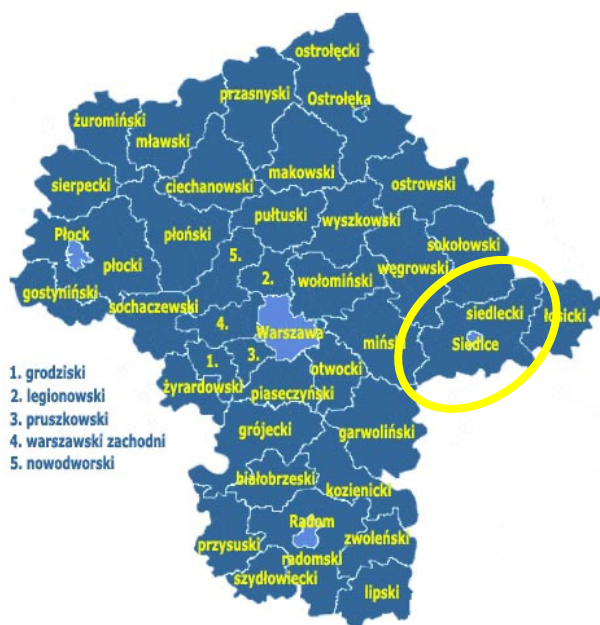 ostrołęcki
przasnyski
Ostrołęka
żuromiński
mławski
makowski
sierpecki
ciechanowski
ostrowski
pułtuski
wyszkowski
Płock
płoński
5.
sokołowski
płocki
2.
wołomiński
węgrowski
gostyniński
sochaczewski
siedlecki
łosicki
4.
Warszawa
miński
Siedlce
1.
3.
otwocki
żyrardowski
piaseczyński
1. grodziski
2. legionowski
3. pruszkowski
4. warszawski zachodni
5. nowodworski
grójecki
garwoliński
białobrzeski
kozienicki
Radom
zwoleński
przysuski
radomski
szydłowiecki
lipski